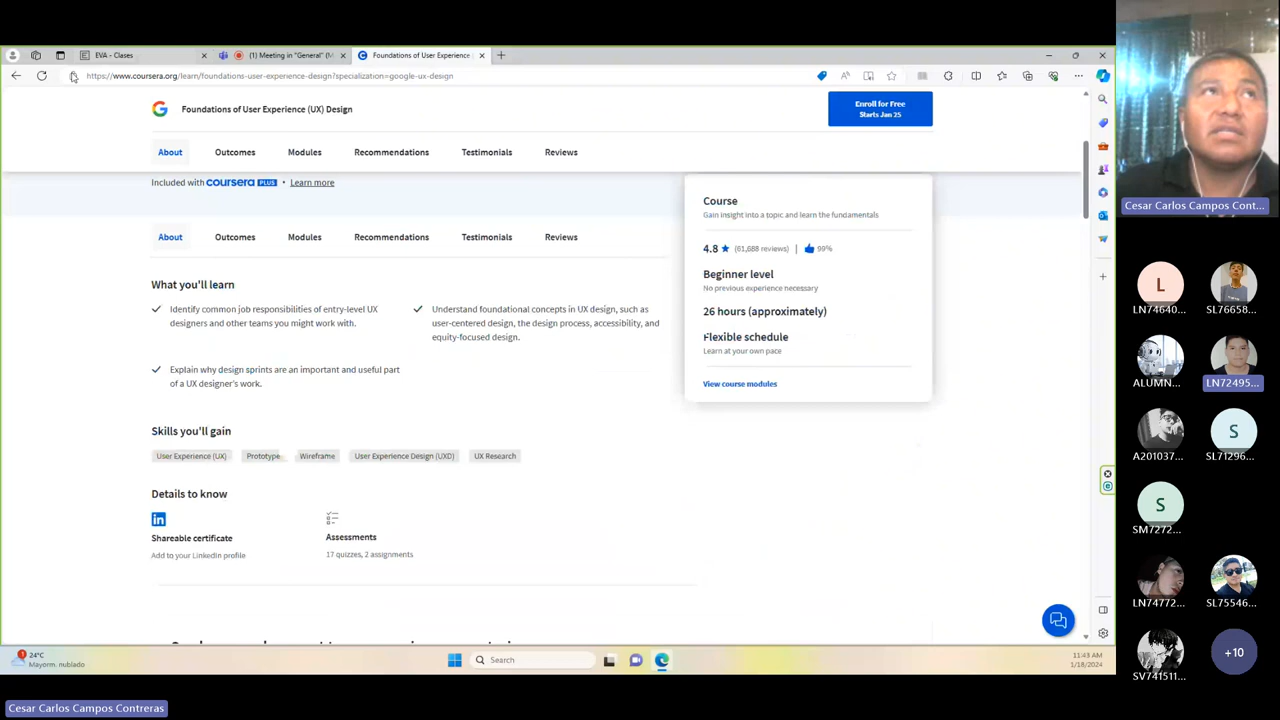 EVA - Clases
(1) Meeting in "General" (M
Foundations of User Experience
https://www.coursera.org/learn/foundations-user-experience-design?specialization=google-ux-design
Foundations of User Experience (UX) Design
Enroll for Free
Starts Jan 25
About
Outcomes
Modules
Recommendations
Testimonials
Reviews
Included with coursera PLUS • Learn more
About
Outcomes
Modules
Recommendations
Testimonials
Reviews
Course
Gain insight into a topic and learn the fundamentals
4.8 ★ (61,688 reviews) | 99%
Beginner level
No previous experience necessary
26 hours (approximately)
Flexible schedule
Learn at your own pace
View course modules
What you'll learn
Identify common job responsibilities of entry-level UX
designers and other teams you might work with.
Understand foundational concepts in UX design, such as
user-centered design, the design process, accessibility, and
equity-focused design.
Explain why design sprints are an important and useful part
of a UX designer's work.
Skills you'll gain
User Experience (UX)
Prototype
Wireframe
User Experience Design (UXD)
UX Research
Details to know
in
Shareable certificate
Add to your LinkedIn profile
Assessments
17 quizzes, 2 assignments
24°C
Mayorm. nublado
Search
11:43 AM
1/18/2024
Cesar Carlos Campos Contreras
Cesar Carlos Campos Cont...
L
LN74640...
SL76658...
ALUMN...
LN72495...
A201037...
S
SL71296...
S
SM7272...
LN74772...
SL75546...
SV741511...
+10